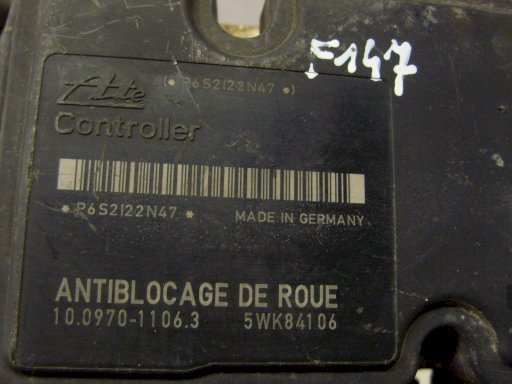 F147
Ate (* P6S2122N47 *)
Controller
* P6S2122N47 * MADE IN GERMANY
ANTIBLOCAGE DE ROUE
10.0970-1106.3 5WK84106